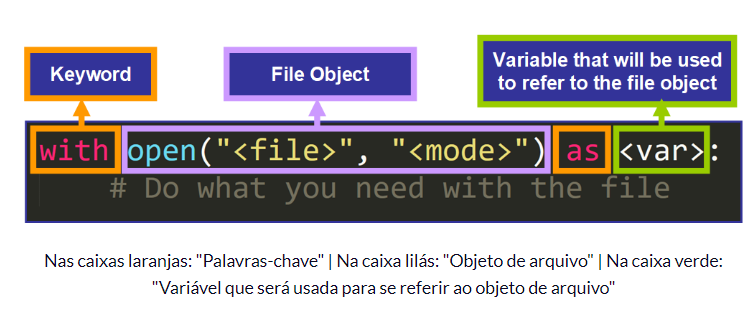 Keyword
File Object
Variable that will be used
to refer to the file object
with open("<file>", "<mode>") as <var>:
# Do what you need with the file
Nas caixas laranjas: "Palavras-chave" | Na caixa lilás: "Objeto de arquivo" | Na caixa verde:
"Variável que será usada para se referir ao objeto de arquivo"